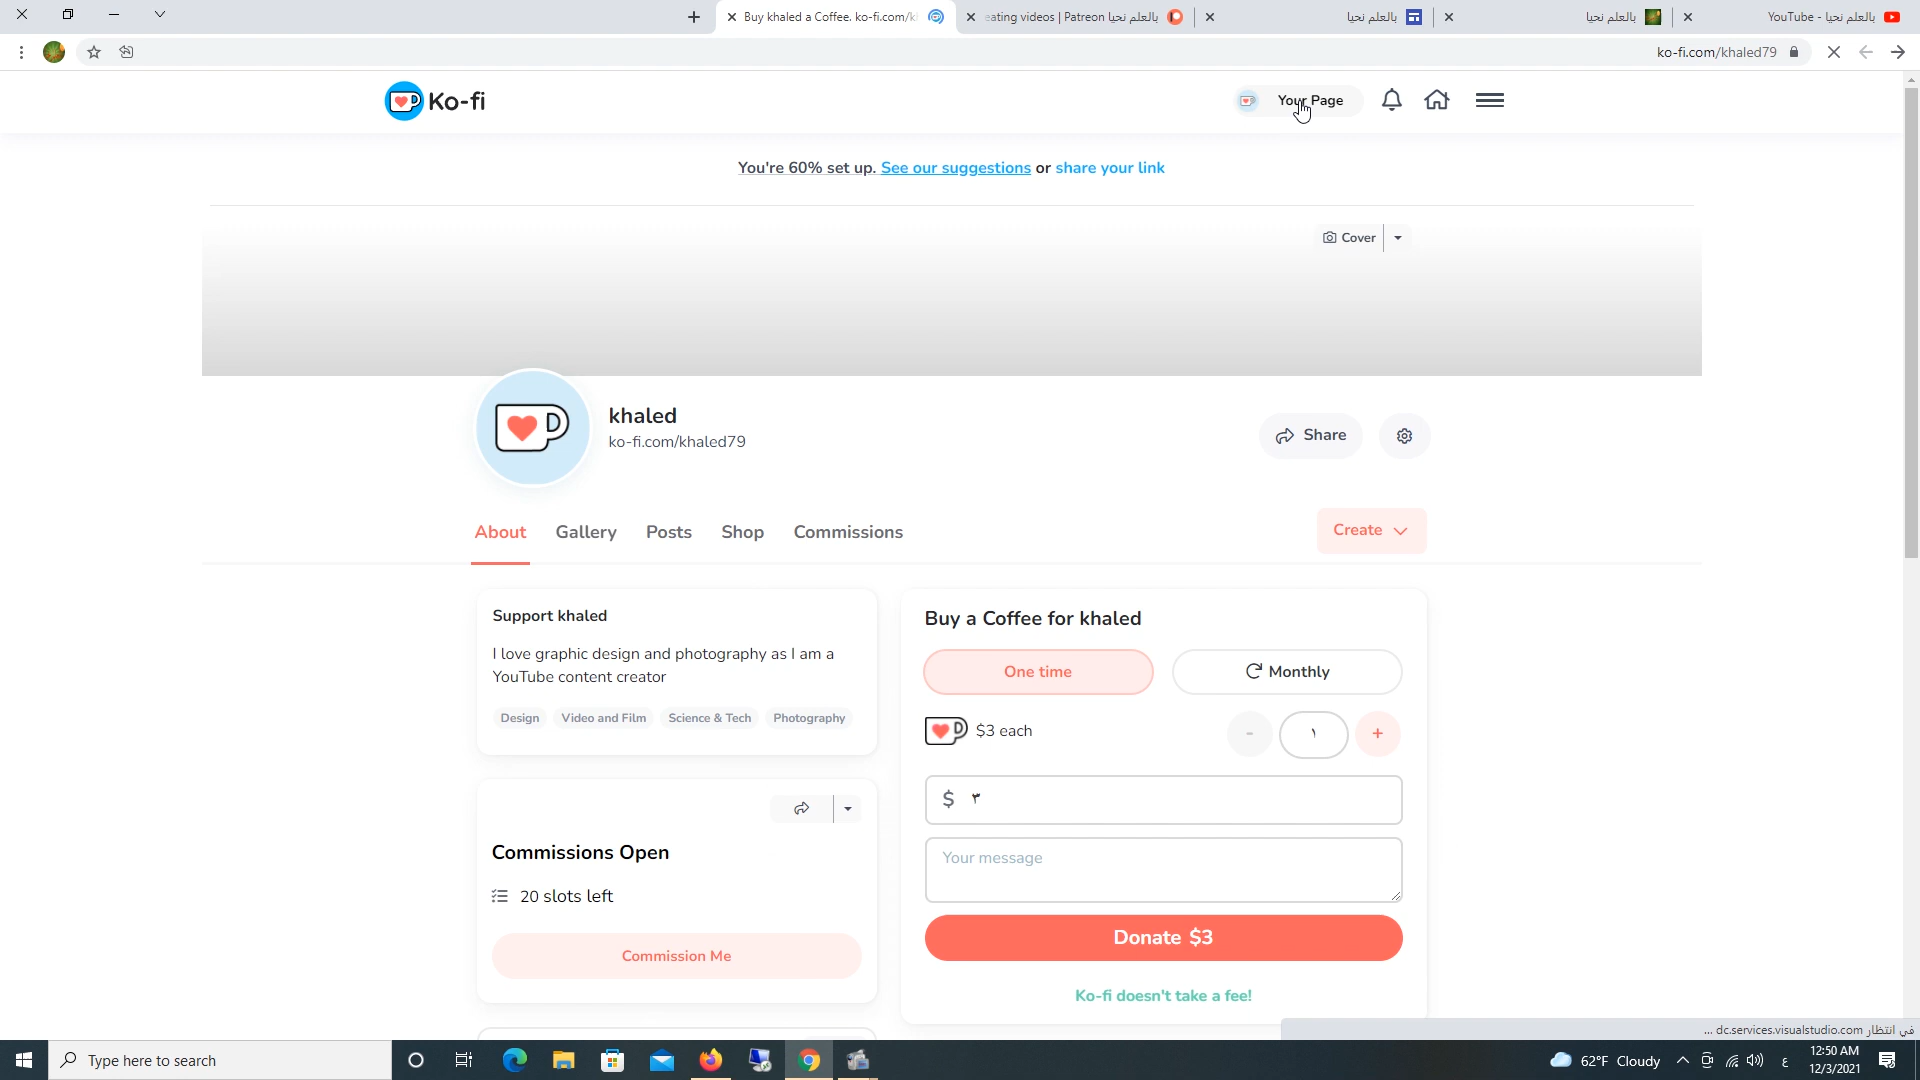 Buy khaled a Coffee. ko-fi.com/k
eating videos | Patreon بالعلم نحيا
بالعلم نحيا
بالعلم نحيا
بالعلم نحيا - YouTube
ko-fi.com/khaled79
Ko-fi
Your Page
You're 60% set up. See our suggestions or share your link
Cover
khaled
ko-fi.com/khaled79
Share
About
Gallery
Posts
Shop
Commissions
Create
Support khaled
I love graphic design and photography as I am a
YouTube content creator
Design
Video and Film
Science & Tech
Photography
Commissions Open
20 slots left
Commission Me
Buy a Coffee for khaled
One time
Monthly
$3 each
-
١
+
$ ٣
Your message
Donate $3
Ko-fi doesn't take a fee!
في انتظار dc.services.visualstudio.com ...
Type here to search
62°F Cloudy
ع
12:50 AM
12/3/2021